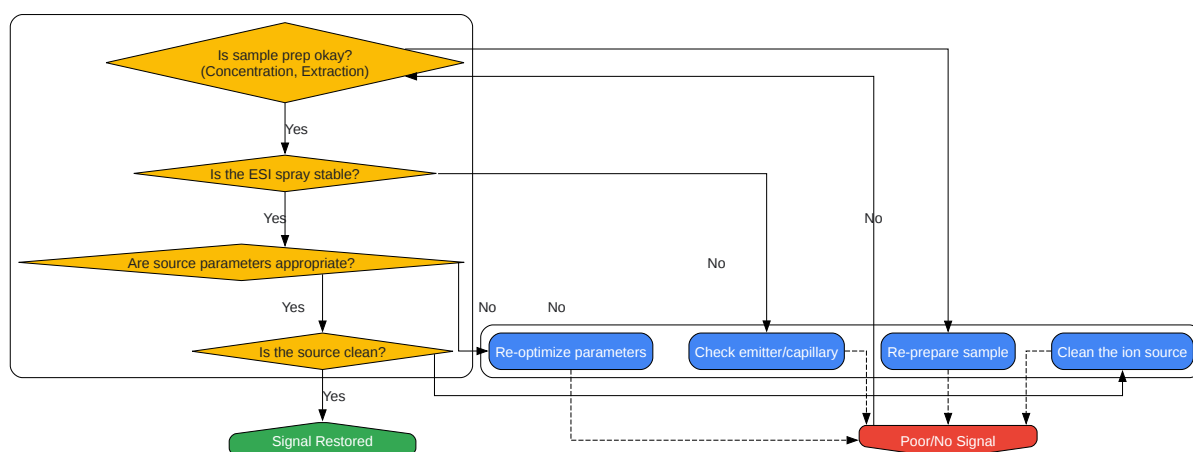 Is sample prep okay?
(Concentration, Extraction)
Yes
Is the ESI spray stable?
Yes
No
Are source parameters appropriate?
No
Yes
No
No
Is the source clean?
Re-optimize parameters
Check emitter/capillary
Re-prepare sample
Clean the ion source
Yes
Signal Restored
Poor/No Signal